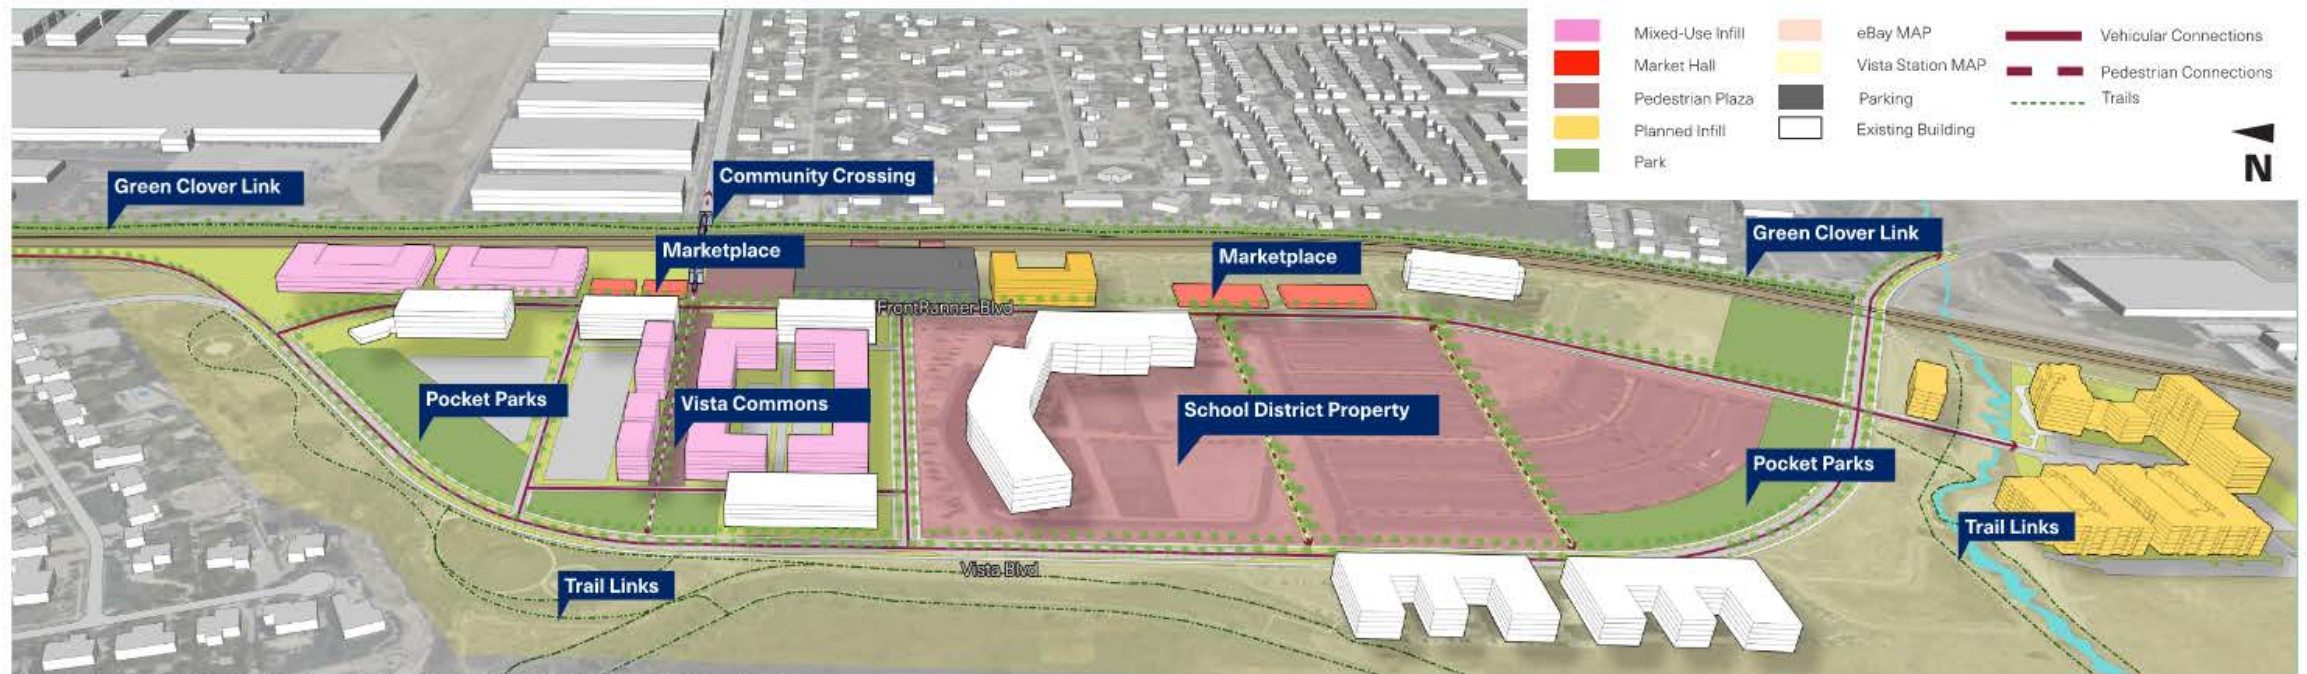 Mixed-Use Infill
Market Hall
Pedestrian Plaza
Planned Infill
Park
eBay MAP
Vista Station MAP
Parking
Existing Building
Vehicular Connections
Pedestrian Connections
Trails
N
Green Clover Link
Community Crossing
Marketplace
Marketplace
Green Clover Link
FrontRunner Blvd
Pocket Parks
Vista Commons
School District Property
Pocket Parks
Trail Links
Vista Blvd
Trail Links